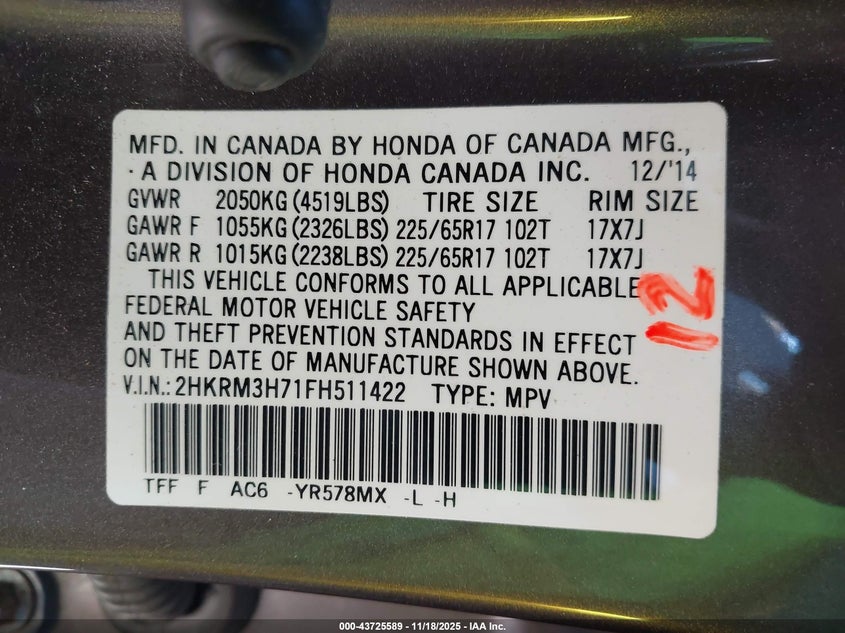 MFD. IN CANADA BY HONDA OF CANADA MFG.,
· A DIVISION OF HONDA CANADA INC. 12/'14
GVWR 2050KG (4519LBS) TIRE SIZE RIM SIZE
GAWR F 1055KG (2326LBS) 225/65R17 102T 17X7J
GAWR R 1015KG (2238LBS) 225/65R17 102T 17X7J
THIS VEHICLE CONFORMS TO ALL APPLICABLE
FEDERAL MOTOR VEHICLE SAFETY
AND THEFT PREVENTION STANDARDS IN EFFECT
ON THE DATE OF MANUFACTURE SHOWN ABOVE.
V.I.N.: 2HKRM3H71FH511422 TYPE: MPV
TFF F AC6 -YR578MX -L -H
12
000-43725589 - 11/18/2025 - IAA Inc.